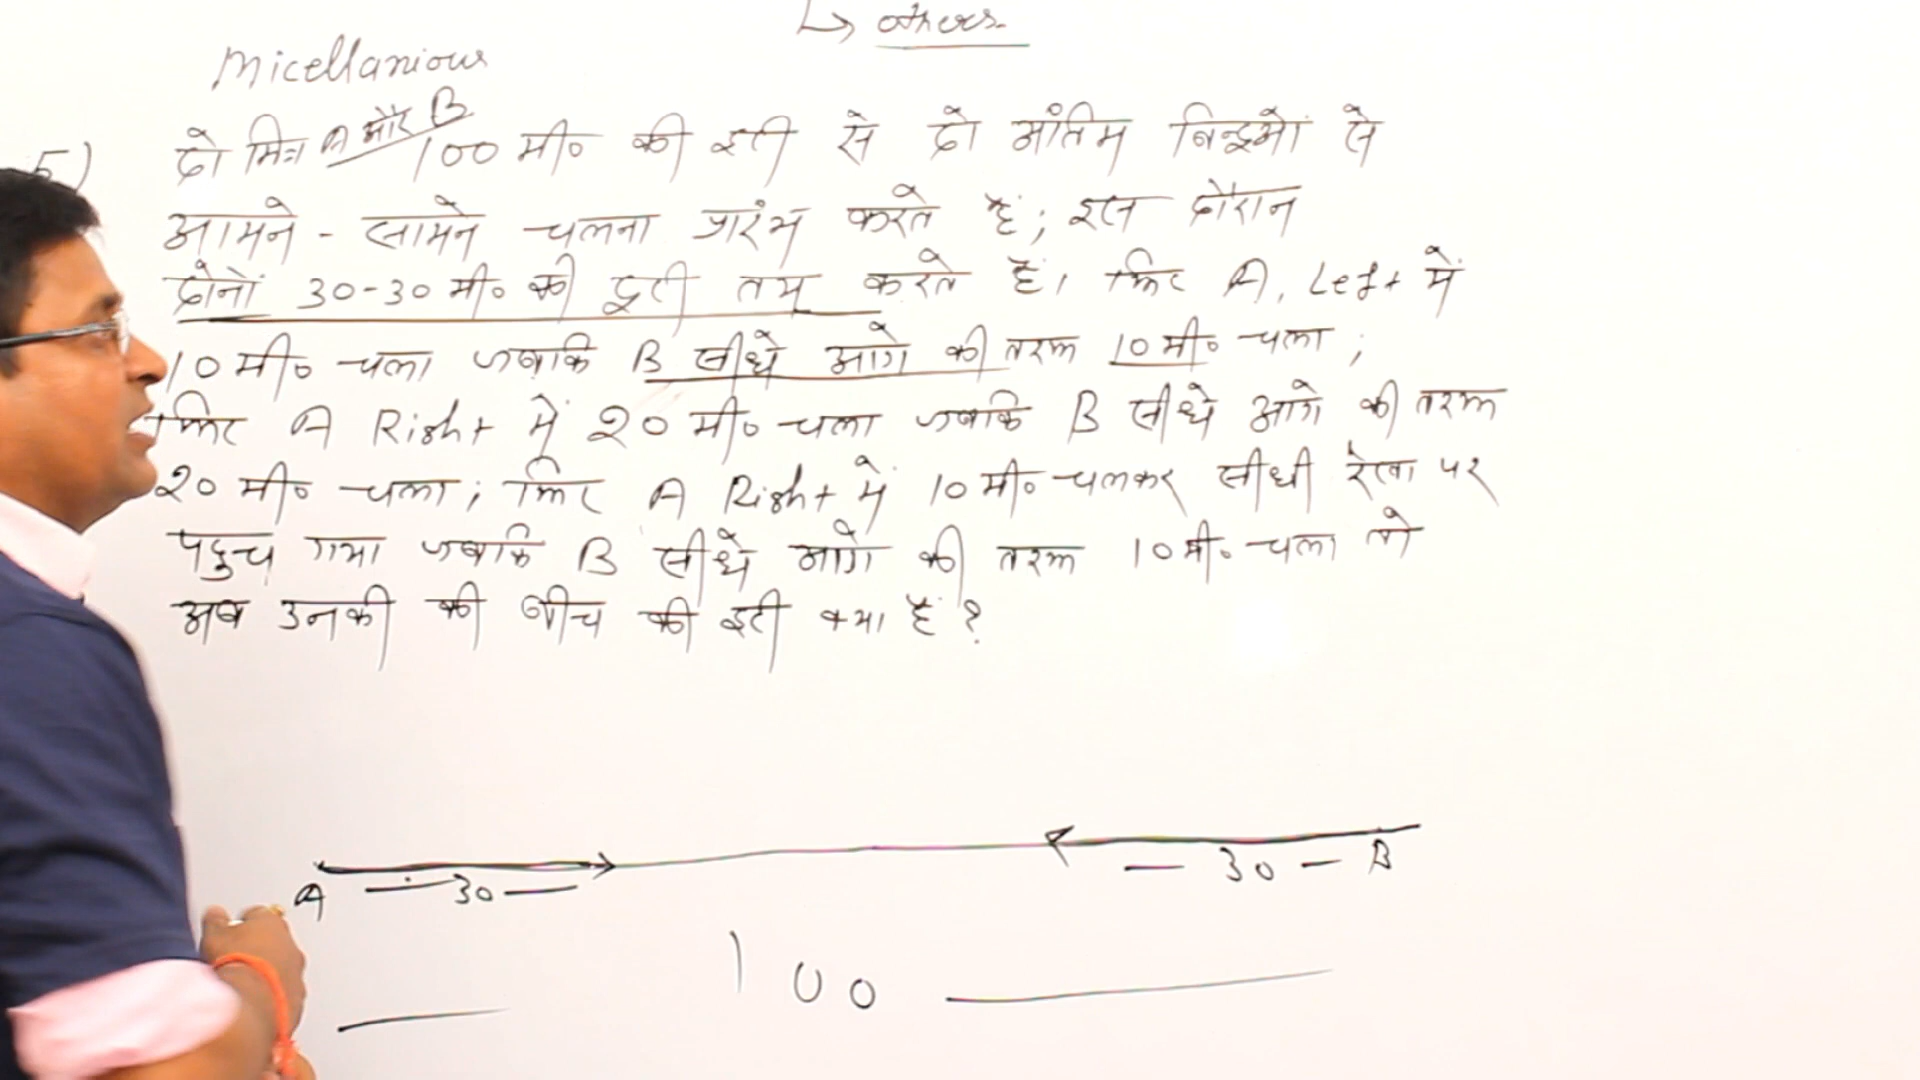 ↳ others
Micellanious
5) दो मित्र A और B 100 मी० की दूरी से दो अंतिम बिन्दुओं से
आमने - सामने चलना प्रारंभ करते हैं; इस दौरान
दोनों 30-30 मी० की दूरी तय करते हैं। फिर A, Left में
10 मी० चला जबकि B सीधे आगे की तरफ 10 मी० चला ;
फिर A Right में 20 मी० चला जबकि B सीधे आगे की तरफ
20 मी० चला ; फिर A Right में 10 मी० चलकर सीधी रेखा पर
पहुच गया जबकि B सीधे आगे की तरफ 10 मी० चला तो
अब उनकी की बीच की दूरी क्या हैं ?
A — 30 — — 30 — B
100